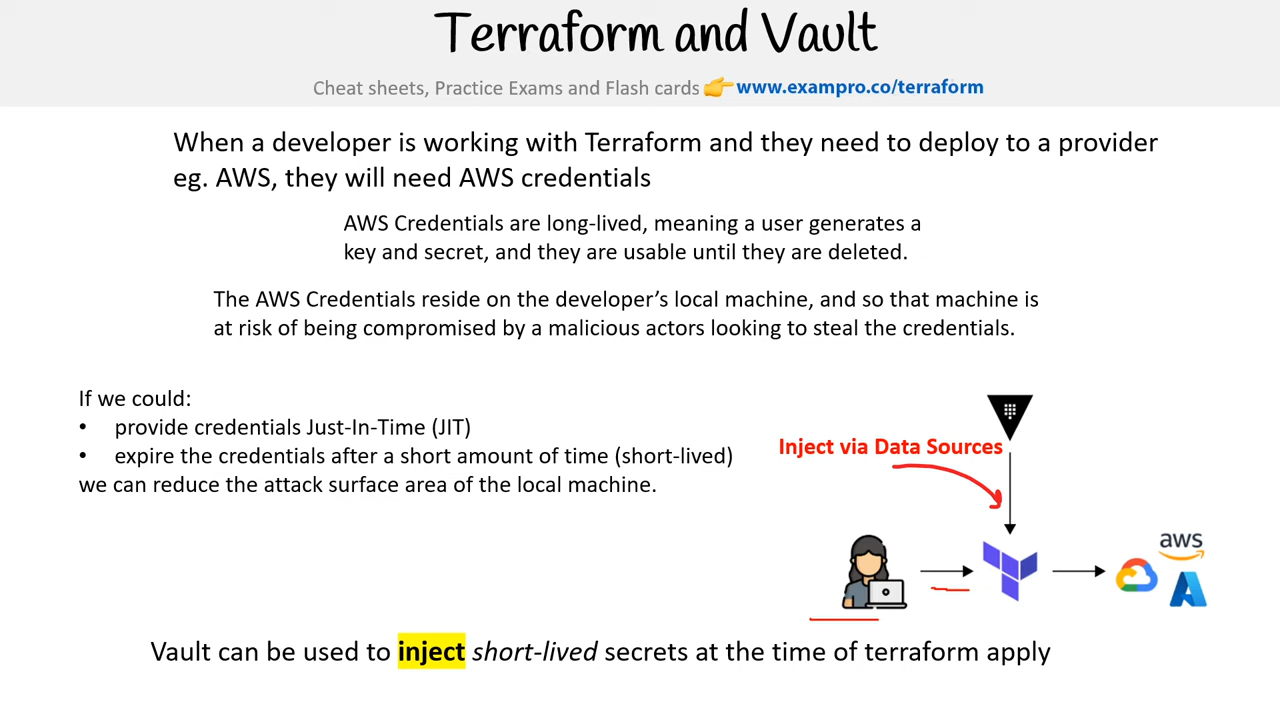 Terraform and Vault
Cheat sheets, Practice Exams and Flash cards 👉 www.exampro.co/terraform
When a developer is working with Terraform and they need to deploy to a provider
eg. AWS, they will need AWS credentials
AWS Credentials are long-lived, meaning a user generates a
key and secret, and they are usable until they are deleted.
The AWS Credentials reside on the developer's local machine, and so that machine is
at risk of being compromised by a malicious actors looking to steal the credentials.
If we could:
• provide credentials Just-In-Time (JIT)
• expire the credentials after a short amount of time (short-lived)
we can reduce the attack surface area of the local machine.
Inject via Data Sources
aws
Vault can be used to inject short-lived secrets at the time of terraform apply